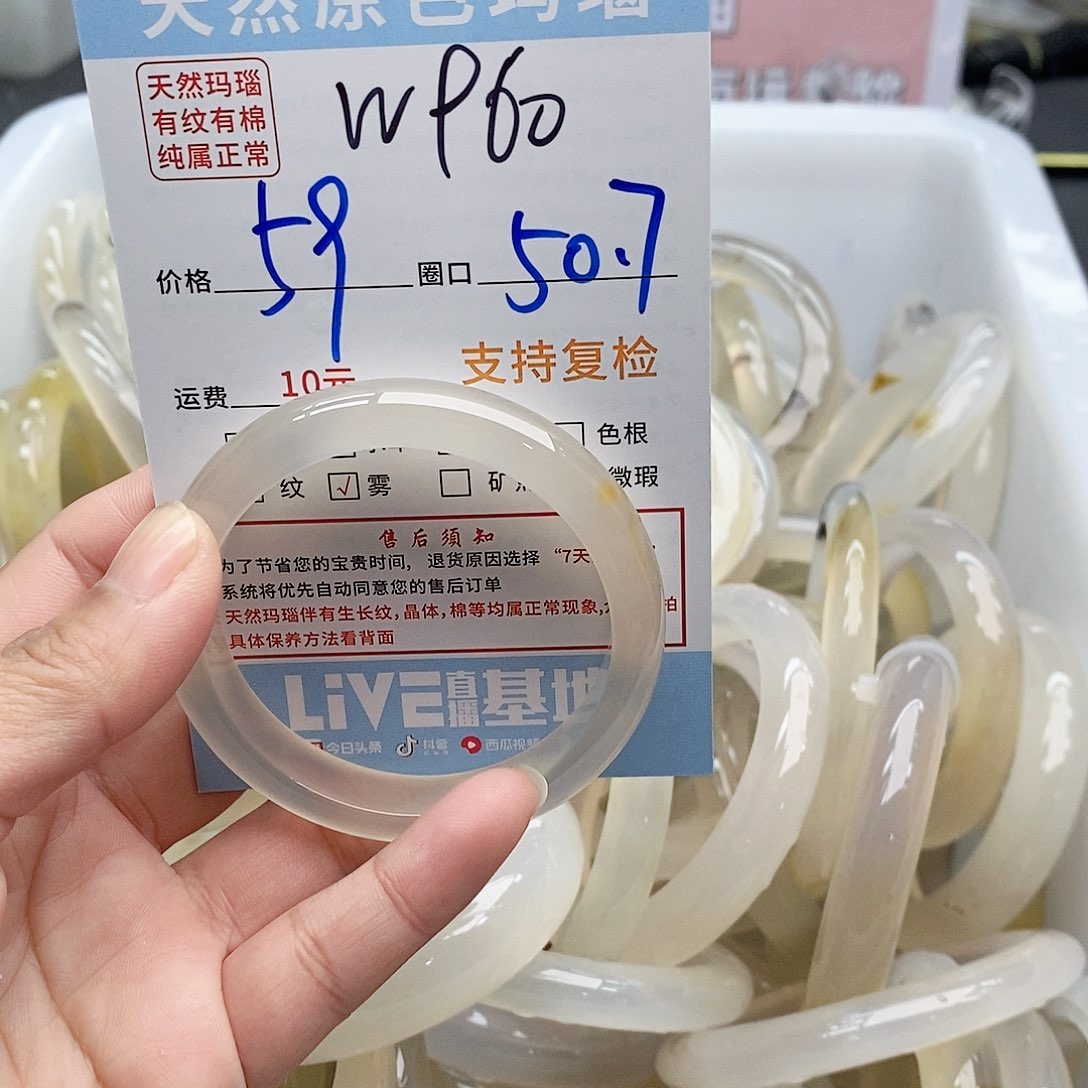 天然原色玛瑙
天然玛瑙
有纹有棉
纯属正常
WP60
价格 59 圈口 50.7
支持复检
运费 10元
色根
纹 √ 雾 矿 微瑕
售后须知
为了节省您的宝贵时间, 退货原因选择 “7天
系统将优先自动同意您的售后订单
天然玛瑙伴有生长纹,晶体,棉等均属正常现象, 拍
具体保养方法看背面
LiVE直播基地
今日头条 抖音 西瓜视频